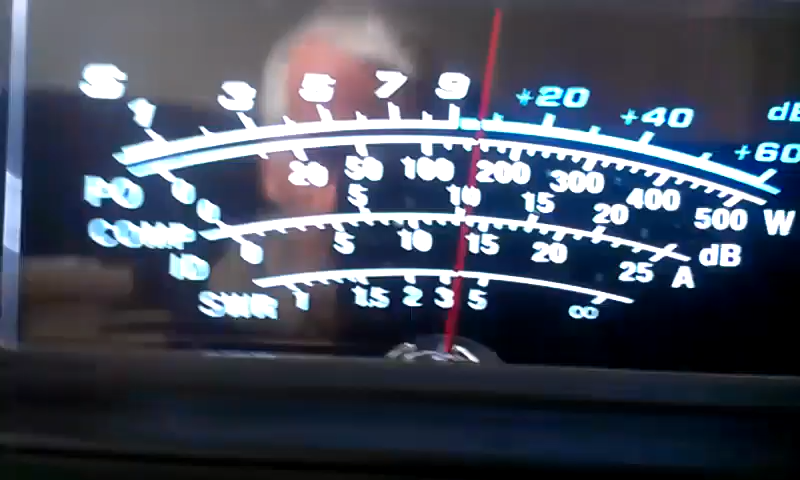 S 1 3 5 7 9 +20 +40 +60 dB
PO 0 20 50 100 200 300 400 500 W
COMP 0 5 10 15 20 dB
ID 0 5 10 15 20 25 A
SWR 1 1.5 2 3 5 ∞